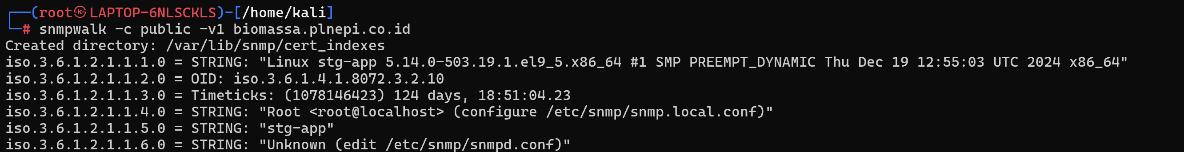 ┌──(root㉿LAPTOP-6NLSCKLS)-[/home/kali]
└─# snmpwalk -c public -v1 biomassa.plnepi.co.id
Created directory: /var/lib/snmp/cert_indexes
iso.3.6.1.2.1.1.1.0 = STRING: "Linux stg-app 5.14.0-503.19.1.el9_5.x86_64 #1 SMP PREEMPT_DYNAMIC Thu Dec 19 12:55:03 UTC 2024 x86_64"
iso.3.6.1.2.1.1.2.0 = OID: iso.3.6.1.4.1.8072.3.2.10
iso.3.6.1.2.1.1.3.0 = Timeticks: (1078146423) 124 days, 18:51:04.23
iso.3.6.1.2.1.1.4.0 = STRING: "Root <root@localhost> (configure /etc/snmp/snmp.local.conf)"
iso.3.6.1.2.1.1.5.0 = STRING: "stg-app"
iso.3.6.1.2.1.1.6.0 = STRING: "Unknown (edit /etc/snmp/snmpd.conf)"